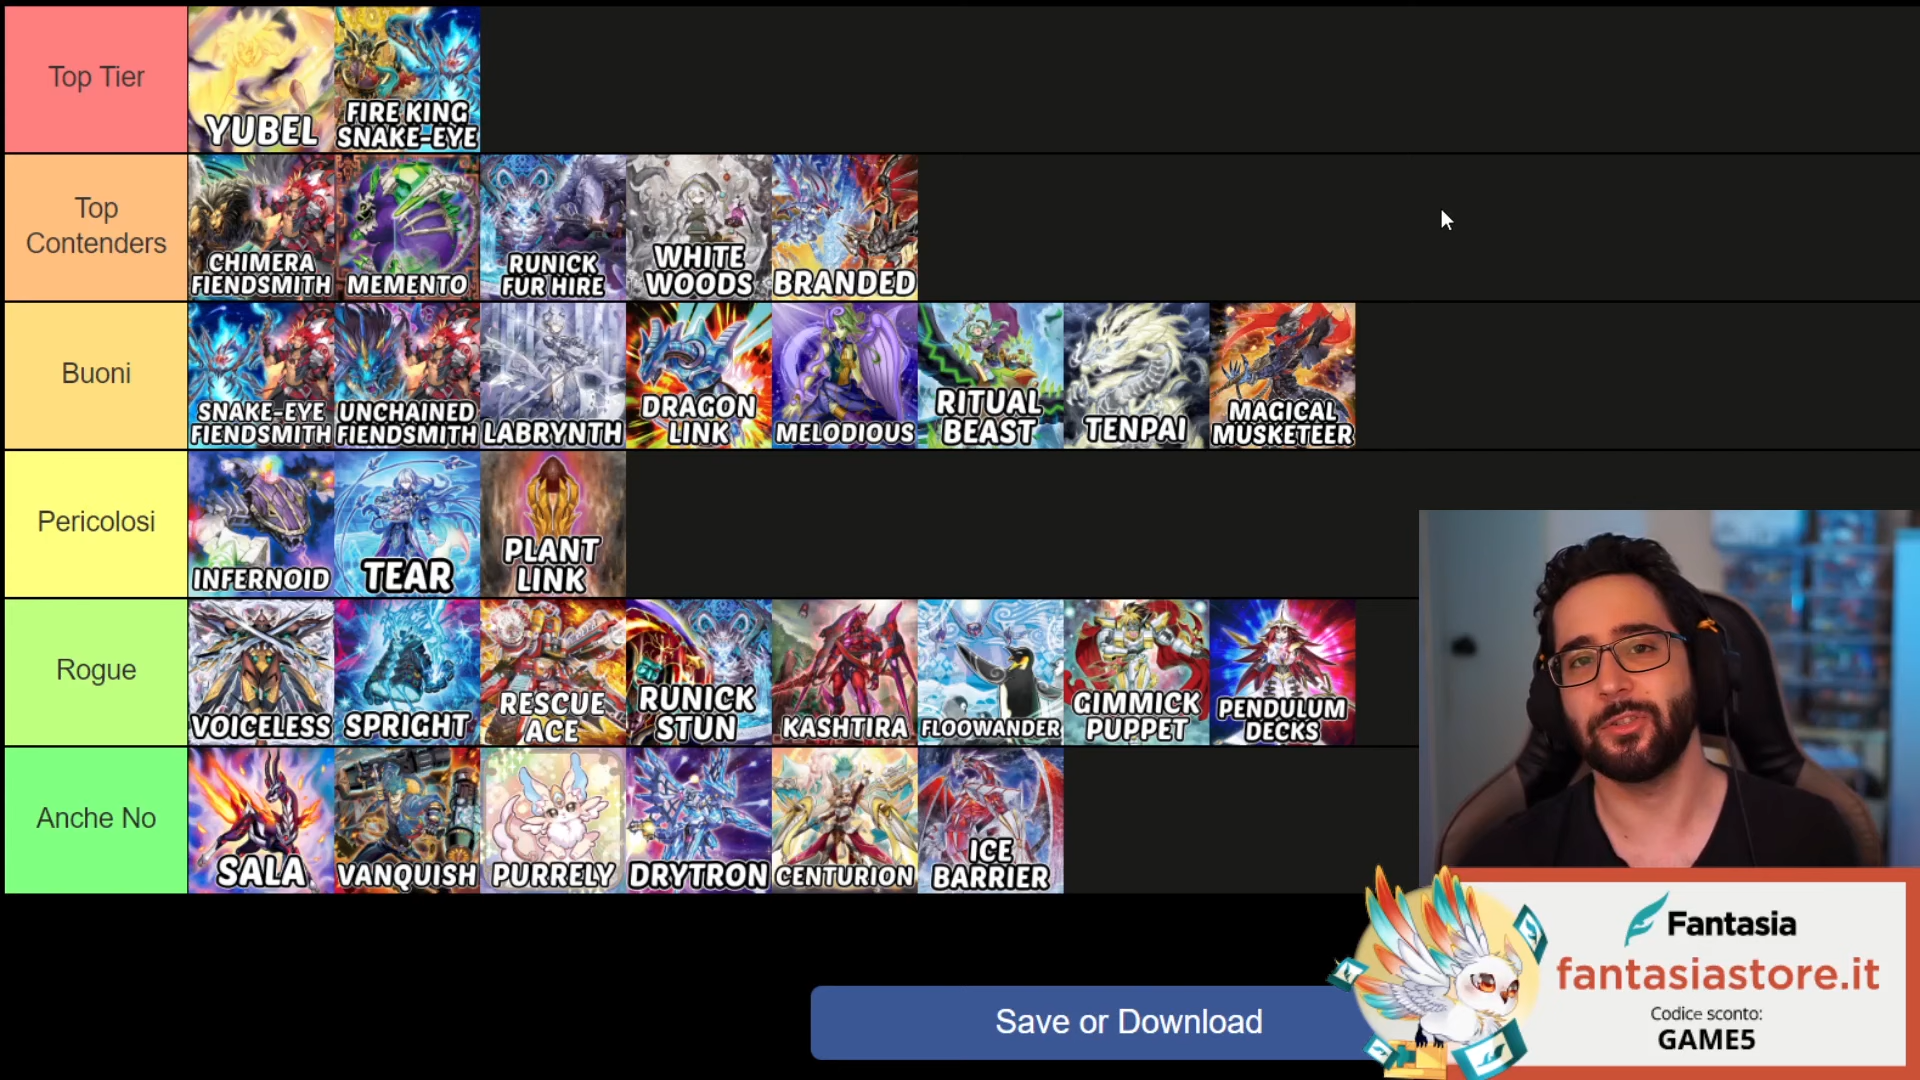 Top Tier
YUBEL
FIRE KING
SNAKE-EYE
Top
Contenders
CHIMERA
FIENDSMITH
MEMENTO
RUNICK
FUR HIRE
WHITE
WOODS
BRANDED
Buoni
SNAKE-EYE
FIENDSMITH
UNCHAINED
FIENDSMITH
LABRYNTH
DRAGON
LINK
MELODIOUS
RITUAL
BEAST
TENPAI
MAGICAL
MUSKETEER
Pericolosi
INFERNOID
TEAR
PLANT
LINK
Rogue
VOICELESS
SPRIGHT
RESCUE
ACE
RUNICK
STUN
KASHTIRA
FLOOWANDER
GIMMICK
PUPPET
PENDULUM
DECKS
Anche No
SALA
VANQUISH
PURRELY
DRYTRON
CENTURION
ICE
BARRIER
Save or Download
Fantasia
fantasiastore.it
Codice sconto:
GAME5